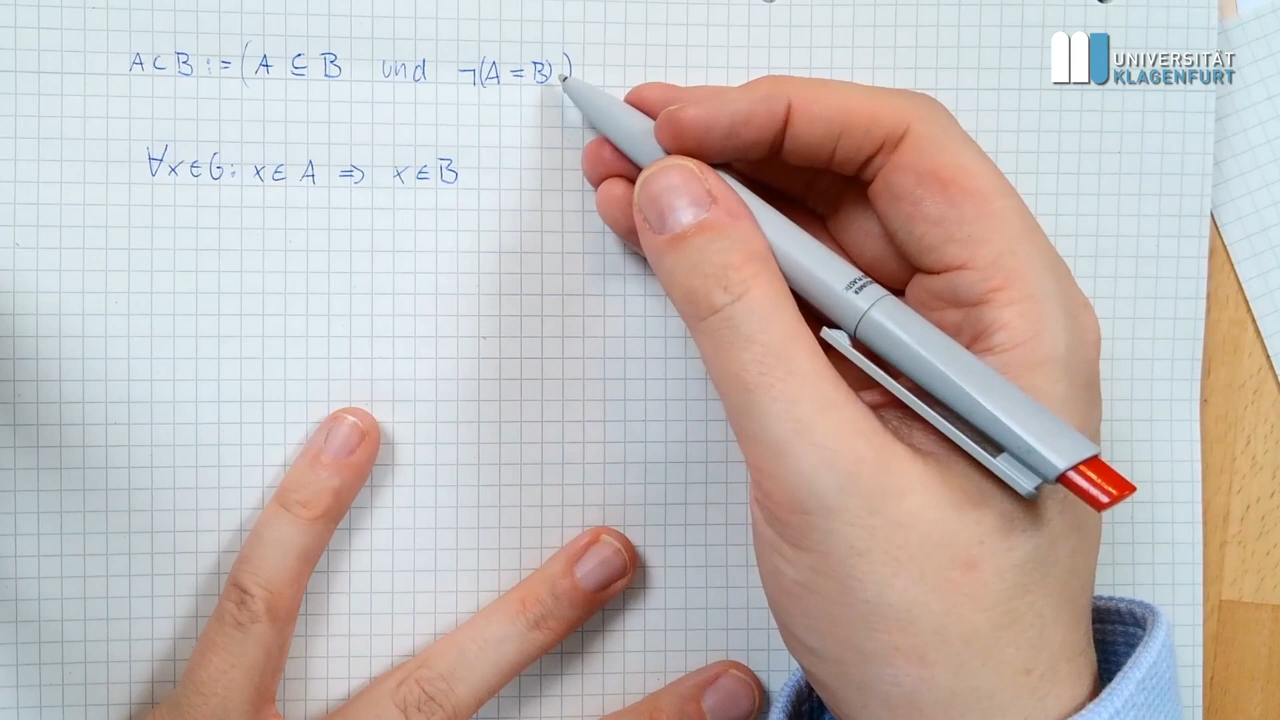 A ⊂ B := (A ⊆ B und ¬(A = B))
∀x∈G: x ∈ A ⇒ x ∈ B
UNIVERSITÄT
KLAGENFURT